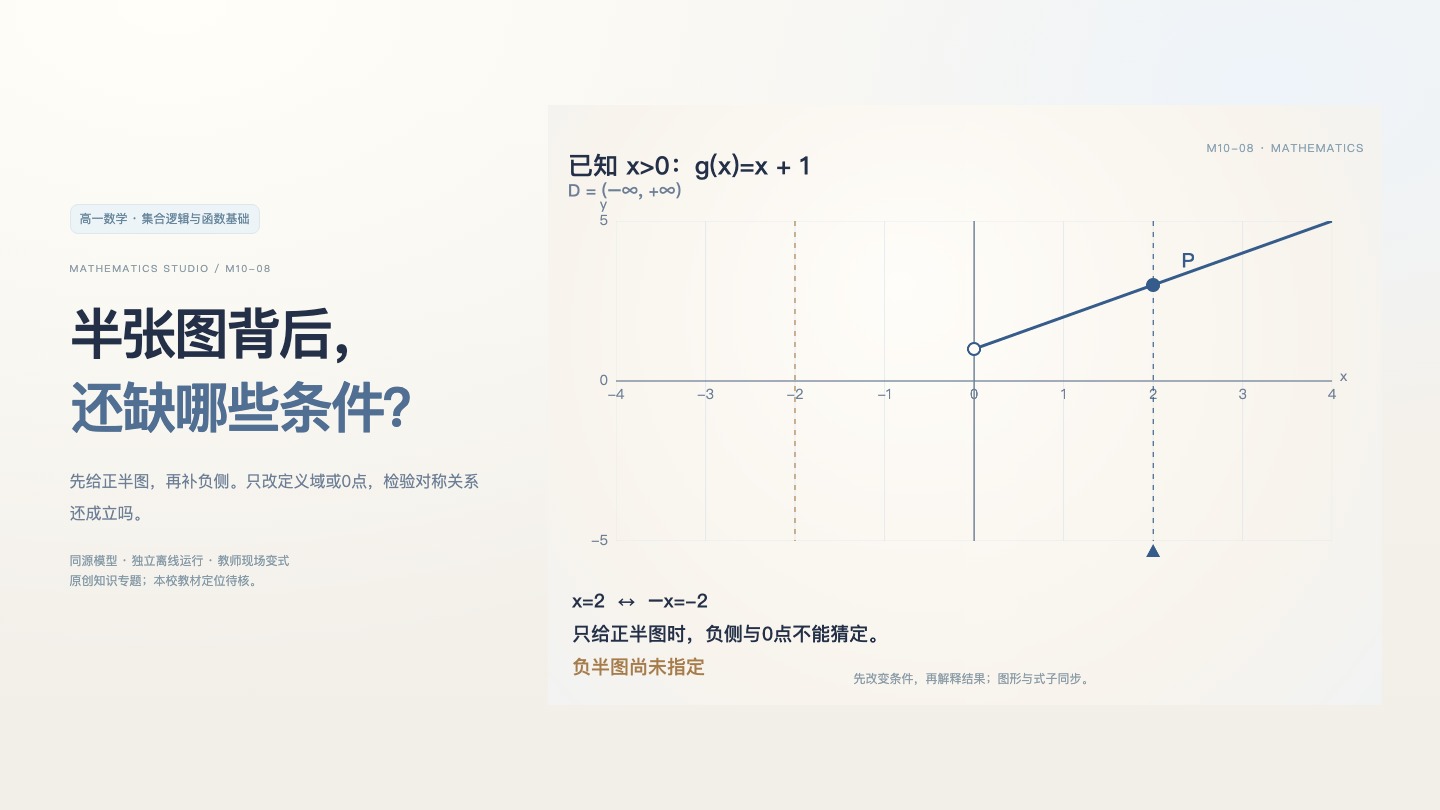 高一数学 · 集合逻辑与函数基础
MATHEMATICS STUDIO / M10-08
半张图背后，
还缺哪些条件?
先给正半图，再补负侧。只改定义域或0点，检验对称关系
还成立吗。
同源模型 · 独立离线运行 · 教师现场变式
原创知识专题；本校教材定位待核。
M10-08 · MATHEMATICS
已知 x>0：g(x)=x + 1
D = (−∞, +∞)
y
5
P
0
x
−4 −3 −2 −1 0 1 2 3 4
−5
x=2 ↔ −x=−2
只给正半图时，负侧与0点不能猜定。
负半图尚未指定
先改变条件，再解释结果；图形与式子同步。